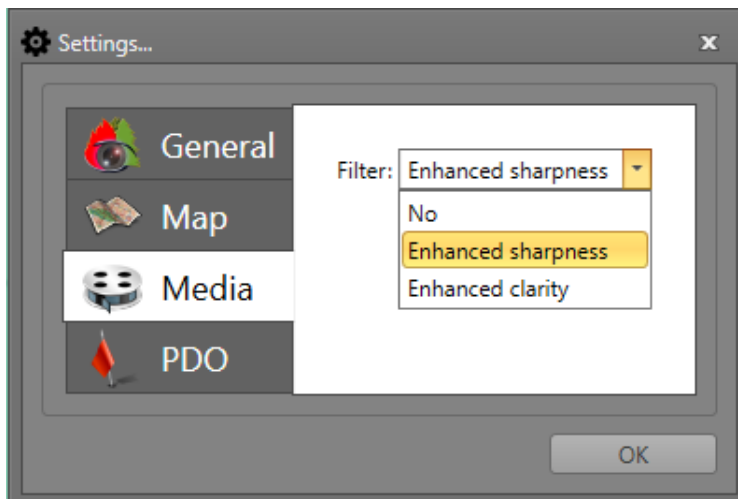 Settings...
x
General
Map
Media
PDO
Filter: Enhanced sharpness
No
Enhanced sharpness
Enhanced clarity
OK